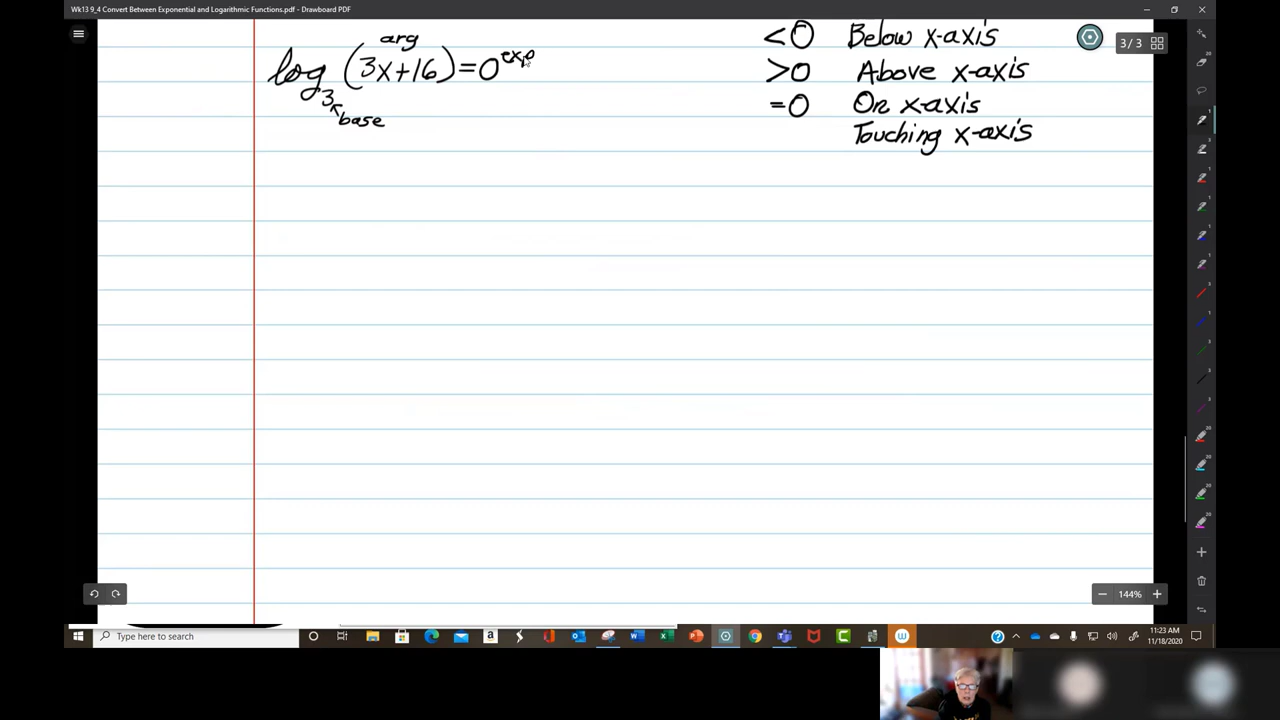 Wk13 9_4 Convert Between Exponential and Logarithmic Functions.pdf - Drawboard PDF
arg
log₃(3x+16)=0 exp
base
<0 Below x-axis
>0 Above x-axis
=0 On x-axis
Touching x-axis
3/3
144%
Type here to search
11:23 AM
11/18/2020